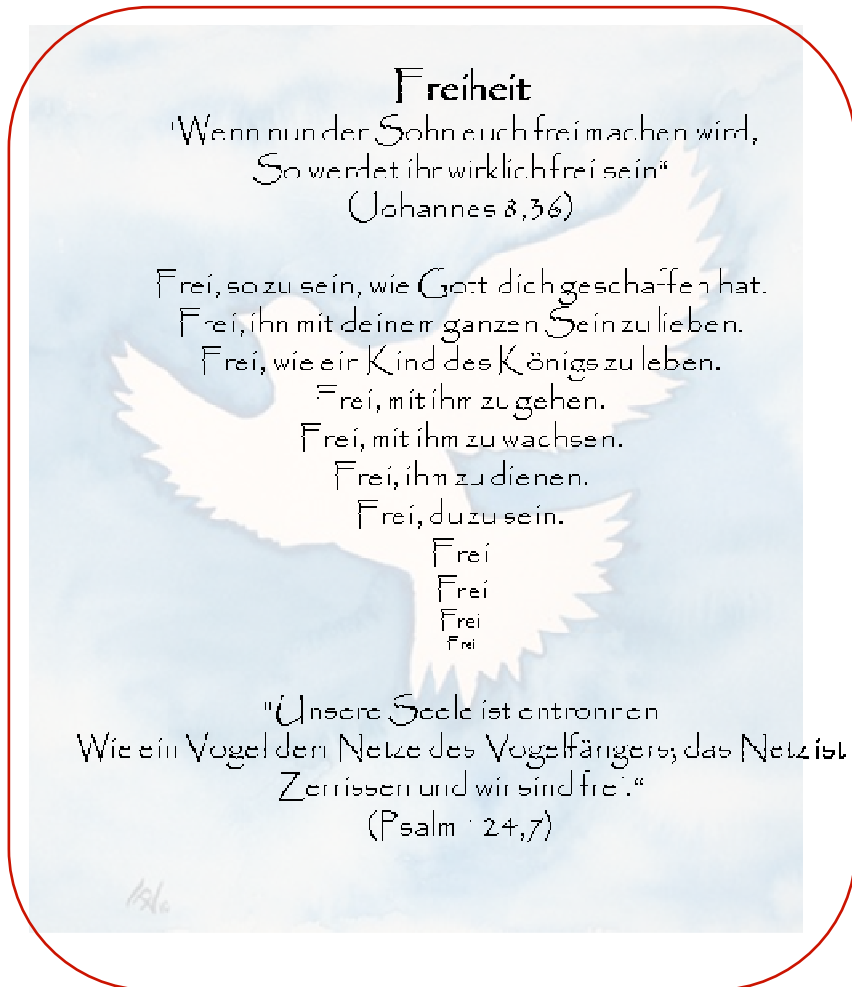 Freiheit
"Wenn nun der Sohn euch frei machen wird,
So werdet ihr wirklich frei sein“
(Johannes 8,36)
Frei, so zu sein, wie Gott dich geschaffen hat.
Frei, ihn mit deinem ganzen Sein zu lieben.
Frei, wie ein Kind des Königs zu leben.
Frei, mit ihm zu gehen.
Frei, mit ihm zu wachsen.
Frei, ihm zu dienen.
Frei, du zu sein.
Frei
Frei
Frei
Frei
"Unsere Seele ist entronnen
Wie ein Vogel dem Netze des Vogelfängers; das Netz ist
Zerrissen und wir sind frei.“
(Psalm 124,7)